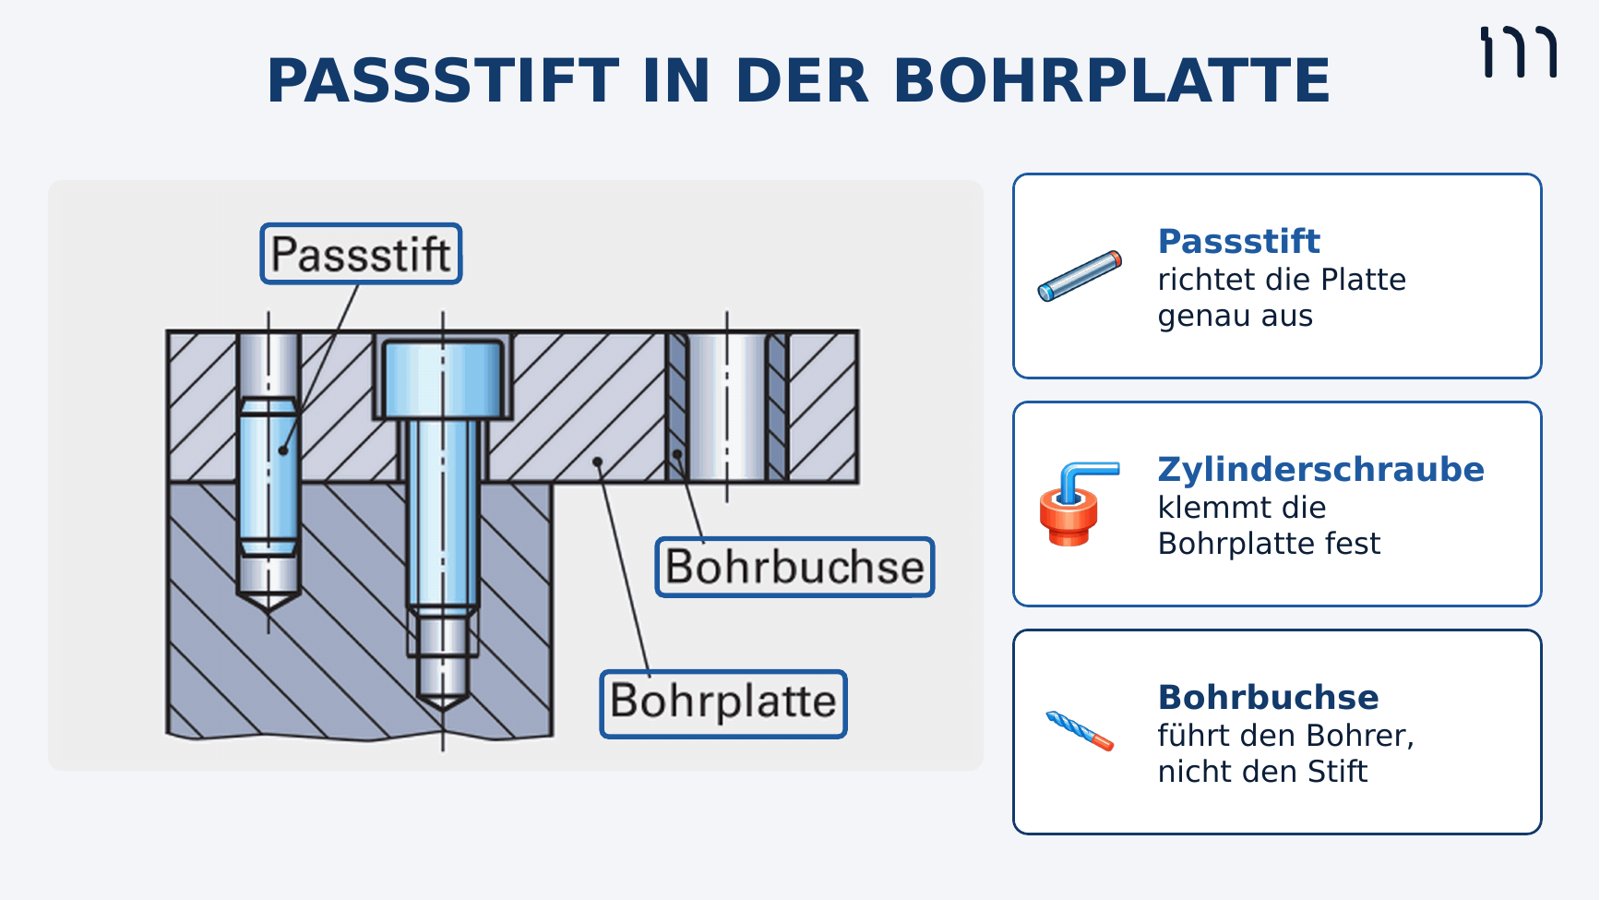 PASSSTIFT IN DER BOHRPLATTE
Passstift
Bohrbuchse
Bohrplatte
Passstift
richtet die Platte
genau aus
Zylinderschraube
klemmt die
Bohrplatte fest
Bohrbuchse
führt den Bohrer,
nicht den Stift